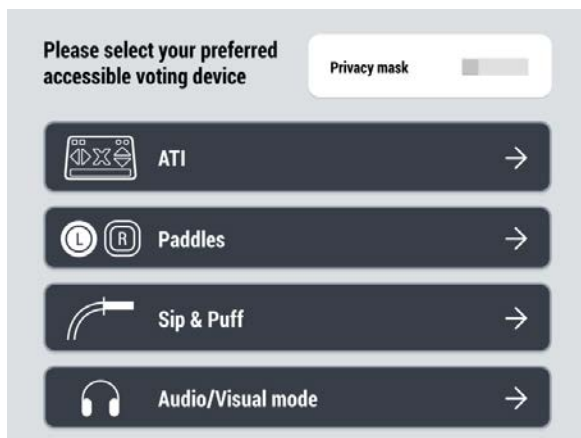 Please select your preferred
accessible voting device
Privacy mask
ATI
L R Paddles
Sip & Puff
Audio/Visual mode